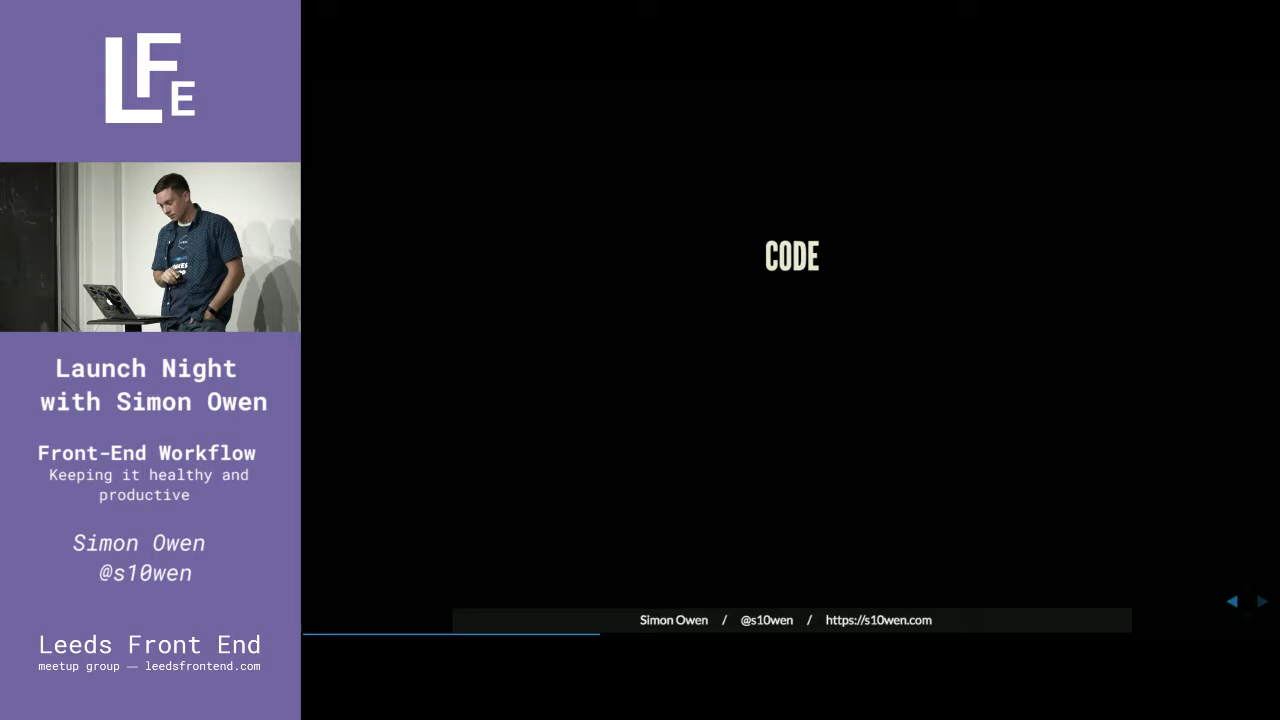 LFE
Launch Night
with Simon Owen
Front-End Workflow
Keeping it healthy and
productive
Simon Owen
@s10wen
Leeds Front End
meetup group — leedsfrontend.com
CODE
Simon Owen / @s10wen / https://s10wen.com